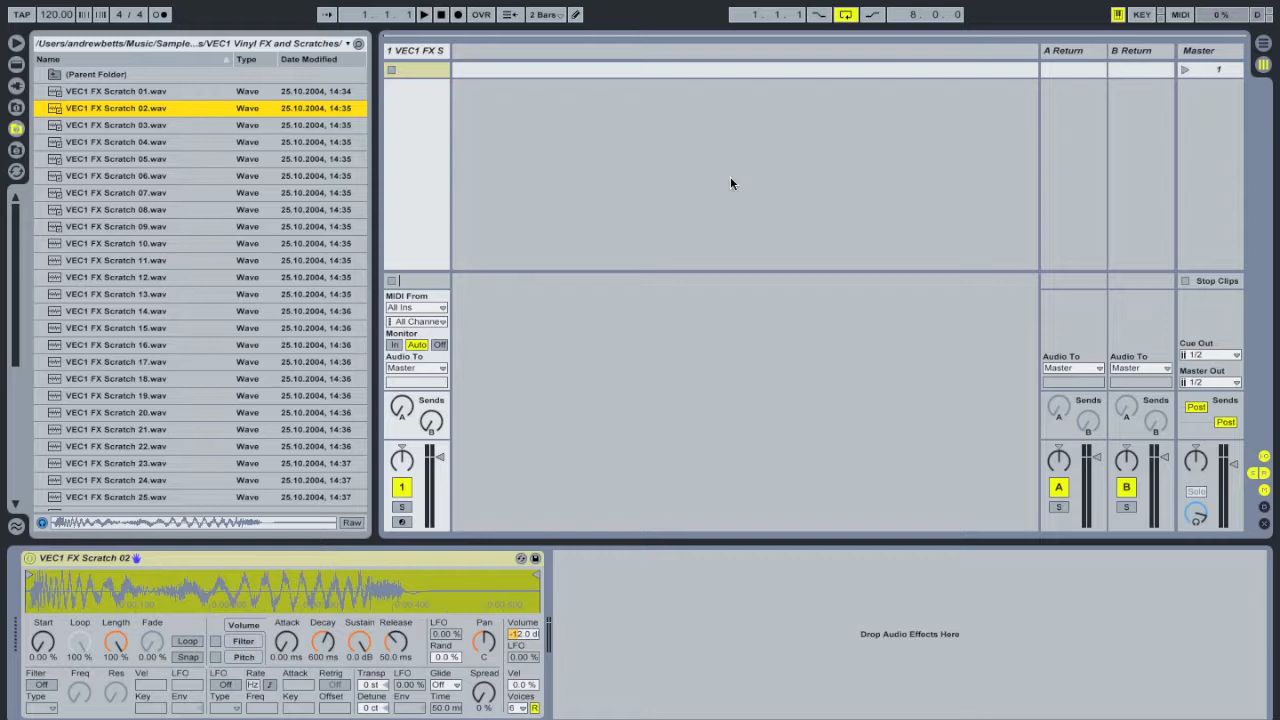 TAP 120.00 4 / 4 1. 1. 1 OVR 2 Bars 1. 1. 1 8. 0. 0 KEY MIDI 0 % D
/Users/andrewbetts/Music/Sample...s/VEC1 Vinyl FX and Scratches/
Name Type Date Modified
(Parent Folder)
VEC1 FX Scratch 01.wav Wave 25.10.2004, 14:34
VEC1 FX Scratch 02.wav Wave 25.10.2004, 14:35
VEC1 FX Scratch 03.wav Wave 25.10.2004, 14:35
VEC1 FX Scratch 04.wav Wave 25.10.2004, 14:35
VEC1 FX Scratch 05.wav Wave 25.10.2004, 14:35
VEC1 FX Scratch 06.wav Wave 25.10.2004, 14:35
VEC1 FX Scratch 07.wav Wave 25.10.2004, 14:35
VEC1 FX Scratch 08.wav Wave 25.10.2004, 14:35
VEC1 FX Scratch 09.wav Wave 25.10.2004, 14:35
VEC1 FX Scratch 10.wav Wave 25.10.2004, 14:35
VEC1 FX Scratch 11.wav Wave 25.10.2004, 14:35
VEC1 FX Scratch 12.wav Wave 25.10.2004, 14:35
VEC1 FX Scratch 13.wav Wave 25.10.2004, 14:35
VEC1 FX Scratch 14.wav Wave 25.10.2004, 14:36
VEC1 FX Scratch 15.wav Wave 25.10.2004, 14:36
VEC1 FX Scratch 16.wav Wave 25.10.2004, 14:36
VEC1 FX Scratch 17.wav Wave 25.10.2004, 14:36
VEC1 FX Scratch 18.wav Wave 25.10.2004, 14:36
VEC1 FX Scratch 19.wav Wave 25.10.2004, 14:36
VEC1 FX Scratch 20.wav Wave 25.10.2004, 14:36
VEC1 FX Scratch 21.wav Wave 25.10.2004, 14:36
VEC1 FX Scratch 22.wav Wave 25.10.2004, 14:36
VEC1 FX Scratch 23.wav Wave 25.10.2004, 14:37
VEC1 FX Scratch 24.wav Wave 25.10.2004, 14:37
VEC1 FX Scratch 25.wav Wave 25.10.2004, 14:37
Raw
1 VEC1 FX S A Return B Return Master
1
Stop Clips
MIDI From
All Ins
All Channe
Monitor
In Auto Off
Audio To
Master
Sends
A
B
1
S
Audio To Audio To
Master Master
Sends Sends
A B A B
A B
S S
Cue Out
1/2
Master Out
1/2
Sends
Post
Post
Solo
VEC1 FX Scratch 02
0:00.100 0:00.400 0:00.500
Start Loop Length Fade Volume Attack Decay Sustain Release LFO Pan Volume
0.00 % -12.0 d
Loop Filter Rand LFO
0.00 % 100 % 100 % 0.00 % Snap Pitch 0.00 ms 600 ms 0.0 dB 50.0 ms 0.0 % C 0.00 %
Filter Freq Res Vel LFO Rate Attack Retrig Transp LFO Glide Spread Vel
Off Off Hz Off 0 st 0.00 % Off 0.0 %
Type Key Env Type Freq Key Offset Detune Env Time Voices
0 ct 50.0 m 0 % 6 R
Drop Audio Effects Here